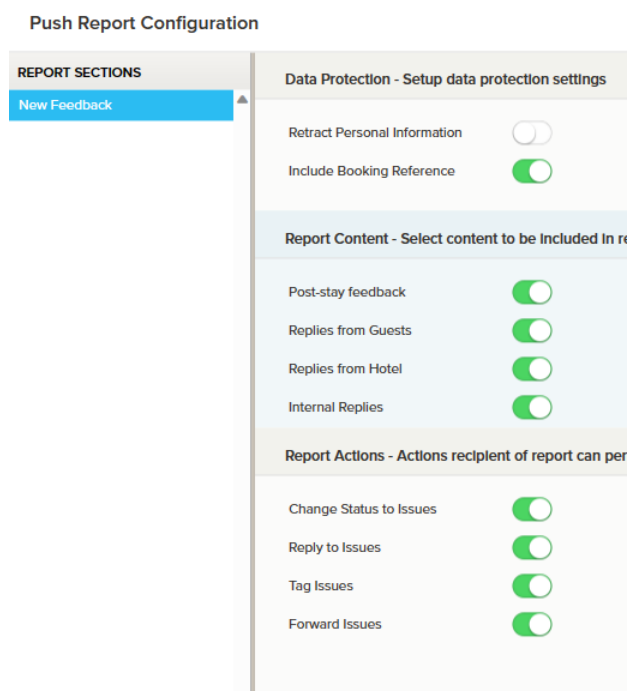 Push Report Configuration
REPORT SECTIONS
New Feedback
Data Protection - Setup data protection settings
Retract Personal Information
Include Booking Reference
Report Content - Select content to be included in re
Post-stay feedback
Replies from Guests
Replies from Hotel
Internal Replies
Report Actions - Actions recipient of report can per
Change Status to Issues
Reply to Issues
Tag Issues
Forward Issues